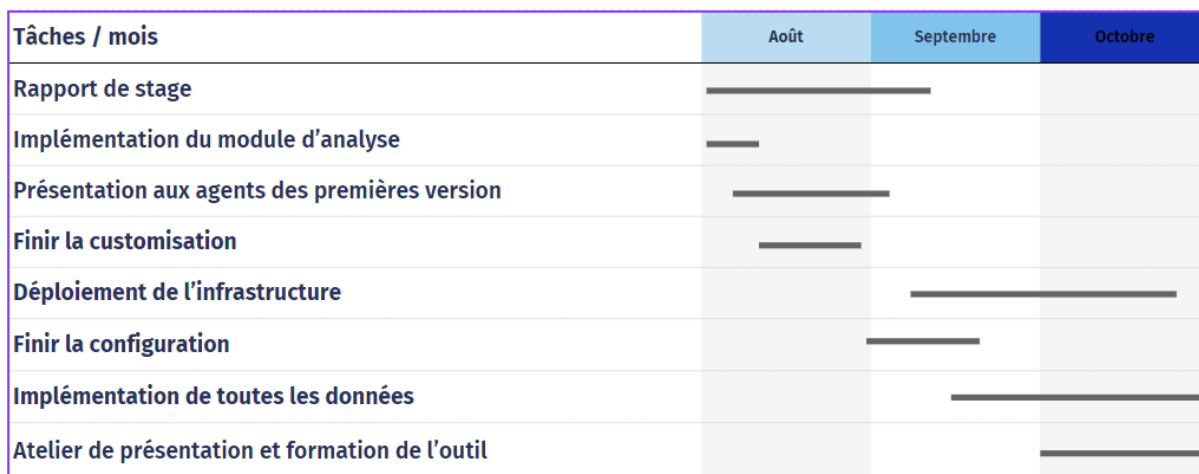 Tâches / mois Août Septembre Octobre
Rapport de stage
Implémentation du module d’analyse
Présentation aux agents des premières version
Finir la customisation
Déploiement de l’infrastructure
Finir la configuration
Implémentation de toutes les données
Atelier de présentation et formation de l’outil